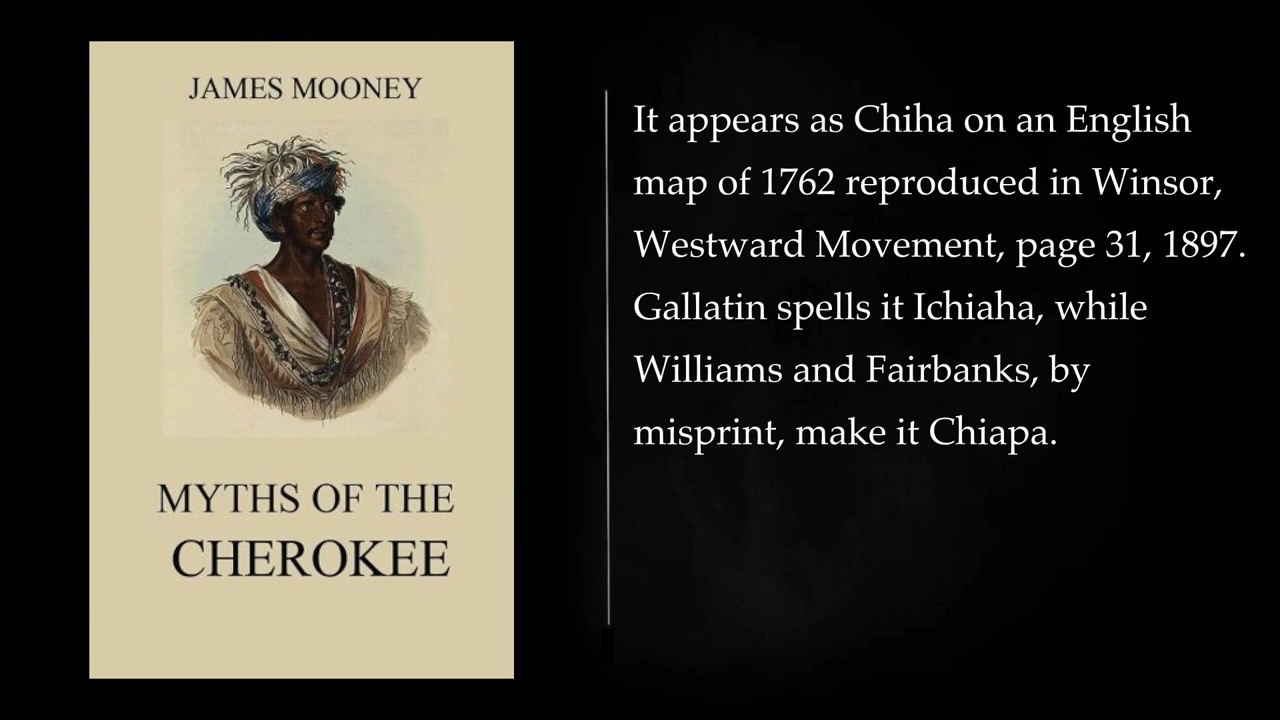 JAMES MOONEY
MYTHS OF THE
CHEROKEE
It appears as Chiha on an English
map of 1762 reproduced in Winsor,
Westward Movement, page 31, 1897.
Gallatin spells it Ichiaha, while
Williams and Fairbanks, by
misprint, make it Chiapa.